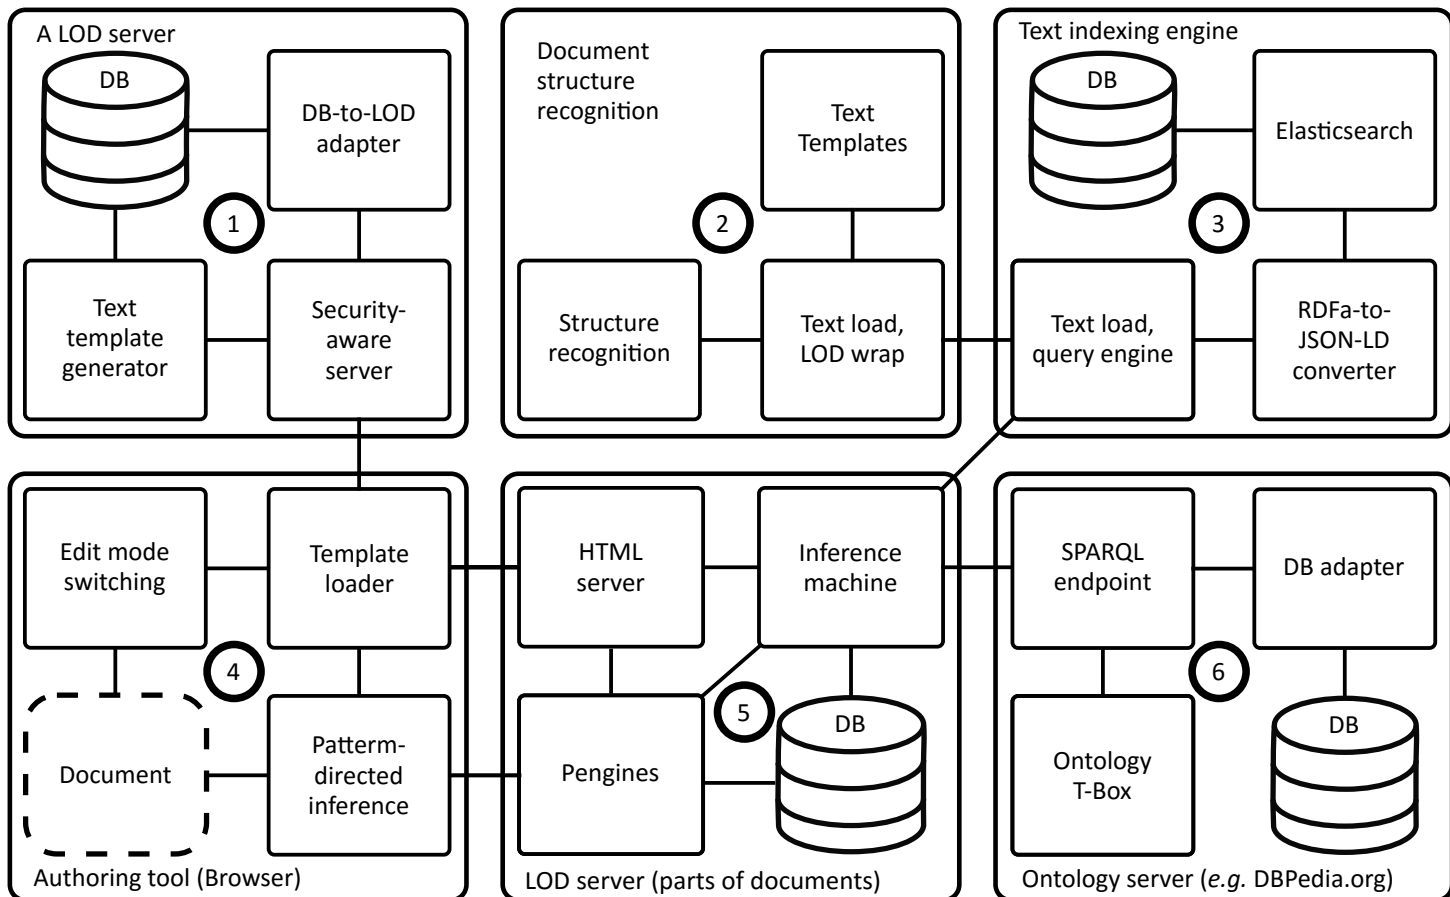 A LOD server
DB
DB-to-LOD
adapter
1
Text
template
generator
Security-
aware
server
Document
structure
recognition
Text
Templates
2
Structure
recognition
Text load,
LOD wrap
Text indexing engine
DB
Elasticsearch
3
Text load,
query engine
RDFa-to-
JSON-LD
converter
Edit mode
switching
Template
loader
4
Document
Patterm-
directed
inference
Authoring tool (Browser)
HTML
server
Inference
machine
5
Pengines
DB
LOD server (parts of documents)
SPARQL
endpoint
DB adapter
6
Ontology
T-Box
DB
Ontology server (e.g. DBPedia.org)